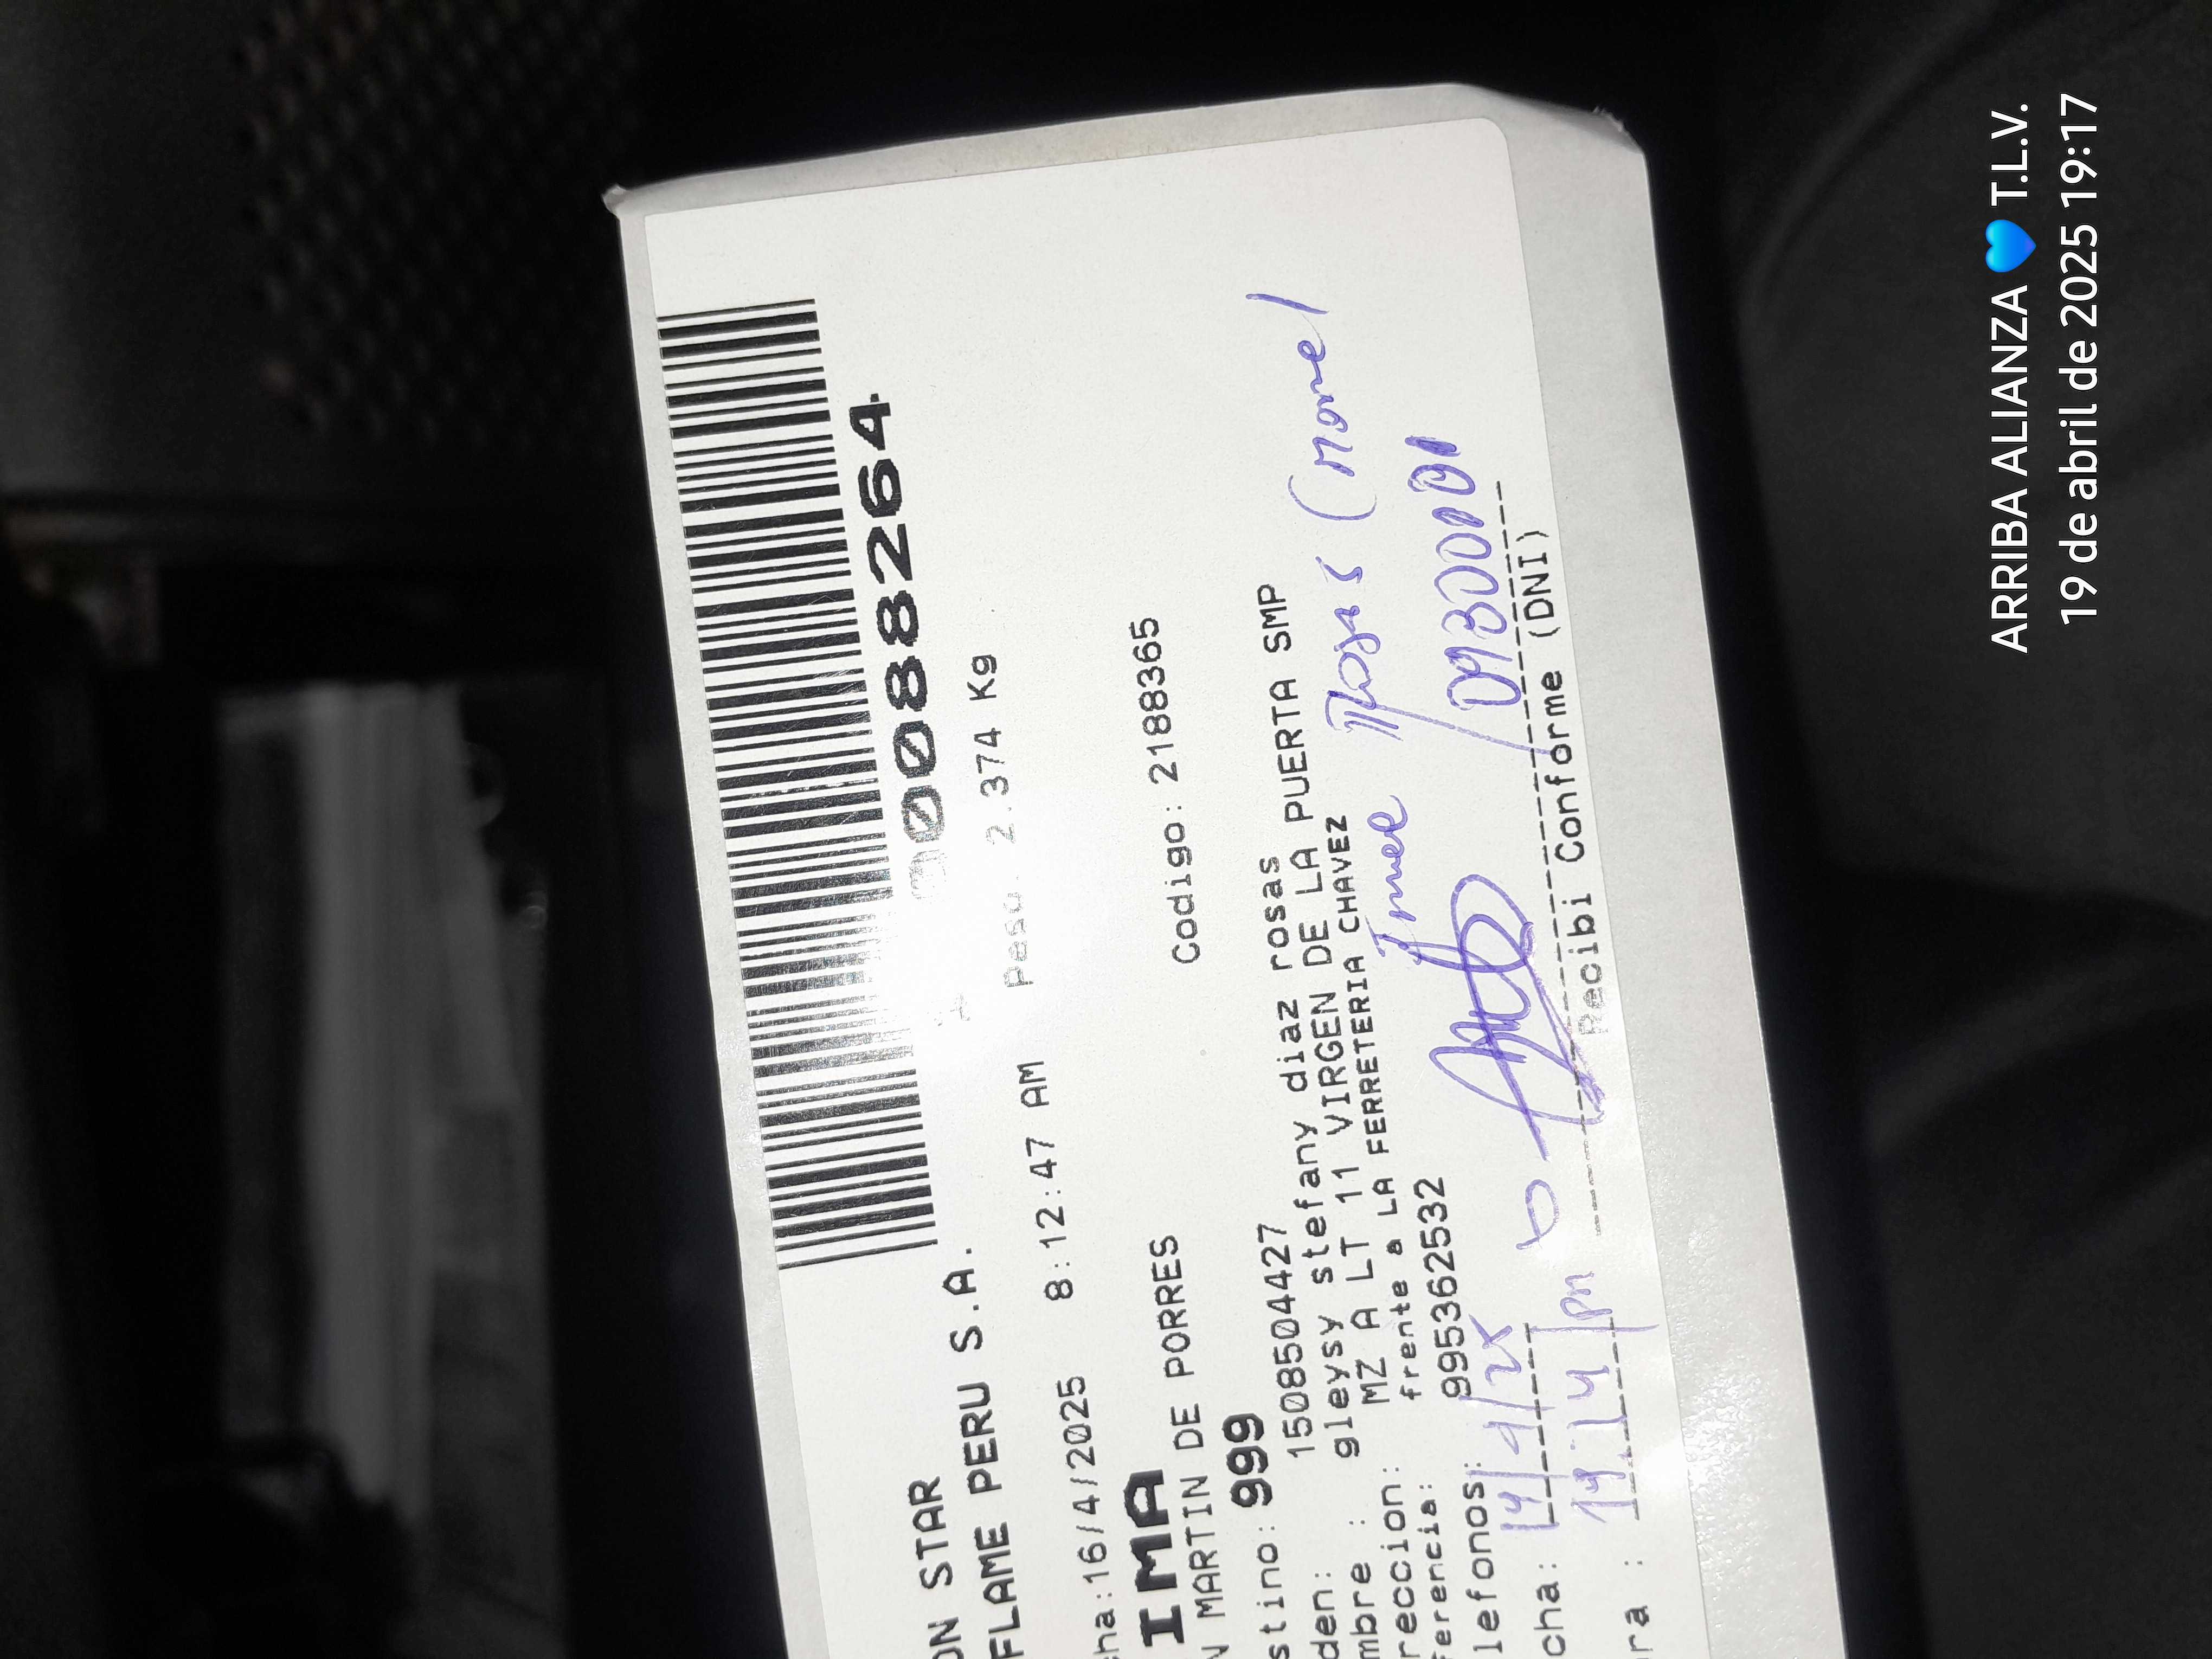 0088264
ON STAR
FLAME PERU S.A.
ha:16/4/2025 8:12:47 AM Peso: 2.374 Kg
IMA
N MARTIN DE PORRES Codigo: 2188365
stino: 999
den: 1508504427
mbre : gleysy stefany diaz rosas
reccion: MZ A LT 11 VIRGEN DE LA PUERTA SMP
ferencia: frente a LA FERRETERIA CHAVEZ
lefonos: 995362532
Rosas
cha:
ra :
Recibi Conforme (DNI)
ARRIBA ALIANZA 💙 T.L.V.
19 de abril de 2025 19:17